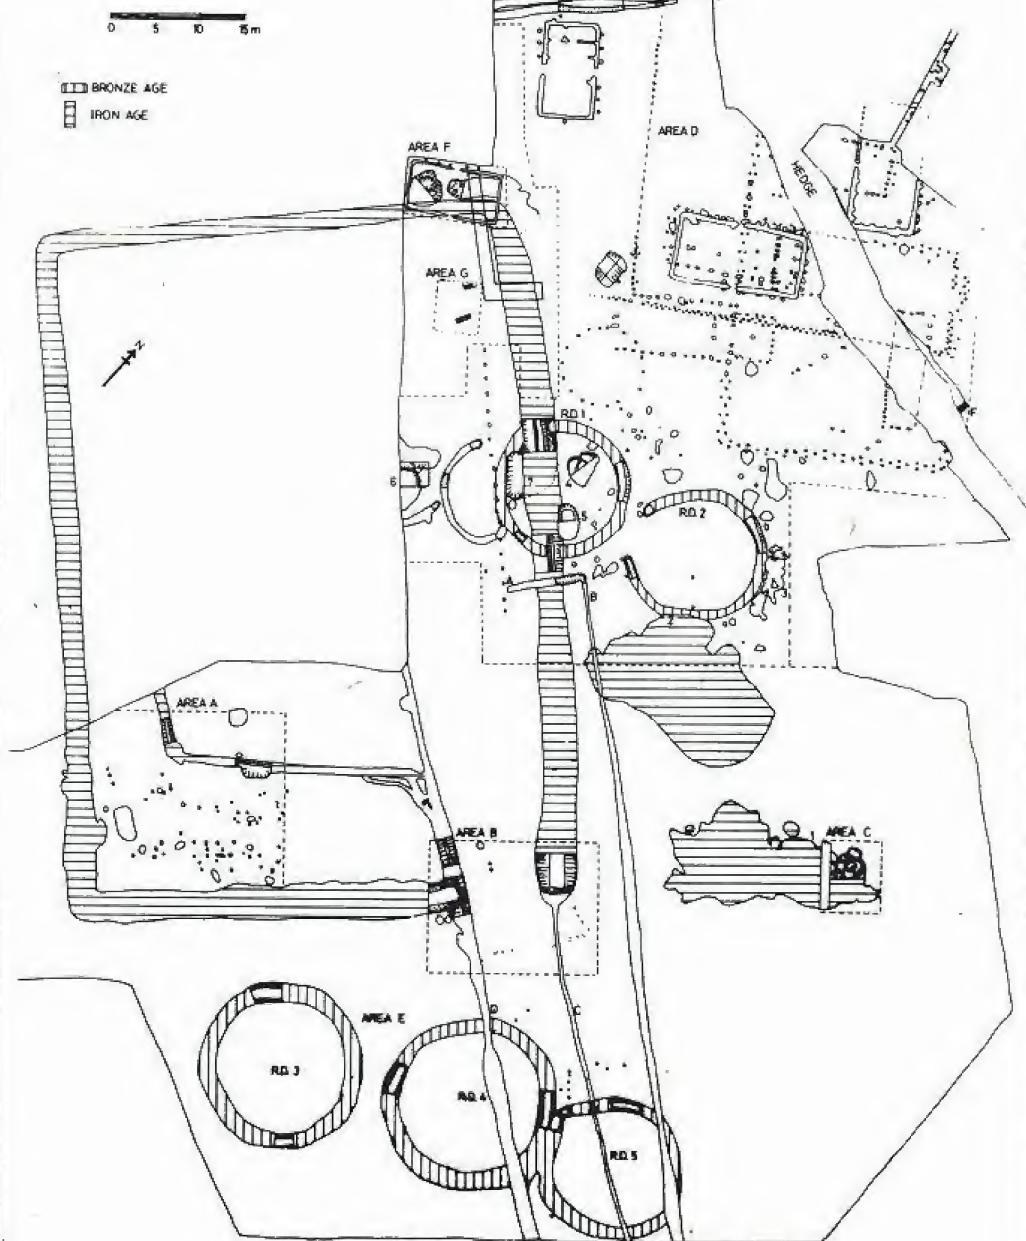 0 5 10 15m
BRONZE AGE
IRON AGE
AREA F
AREA D
HEDGE
AREA G
N
R.D.1
F
6
7
R.D. 2
5
A
B
3
2
AREA A
AREA B
1 AREA C
D
C
AREA E
R.D. 3
R.D. 4
R.D. 5